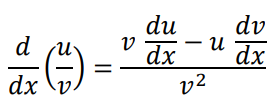 d/dx (u/v) = (v du/dx − u dv/dx)/v²